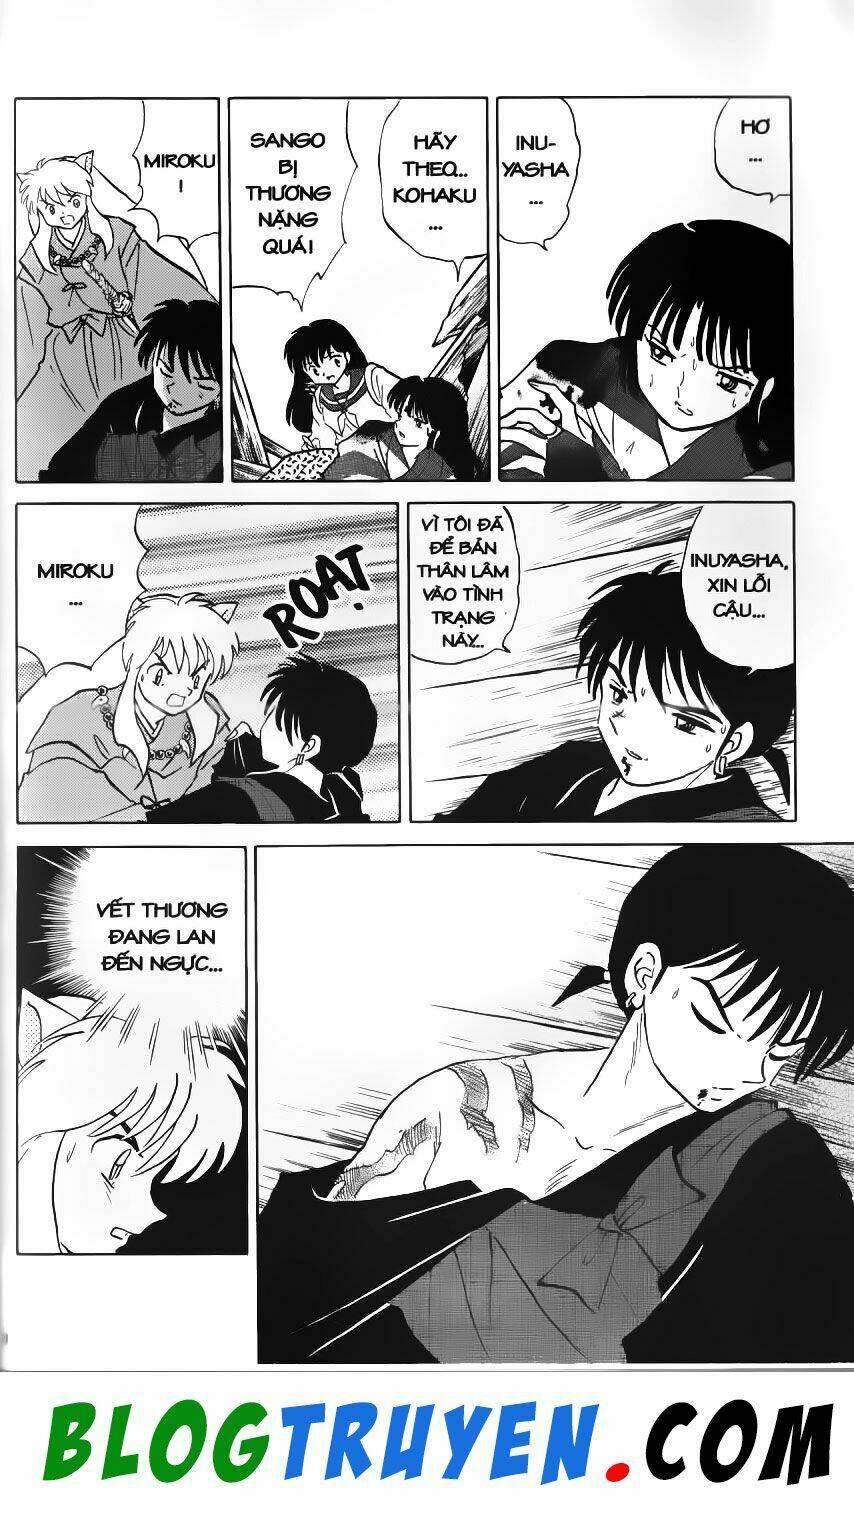 HƠ
...
INU-
YASHA
...
HÃY
THEO...
KOHAKU
...
SANGO
BỊ
THƯƠNG
NẶNG
QUÁ!
MIROKU
!
INUYASHA,
XIN LỖI
CẬU...
VÌ TÔI ĐÃ
ĐỂ BẢN
THÂN LÂM
VÀO TÌNH
TRẠNG
NÀY...
ROẠT
MIROKU
...
VẾT THƯƠNG
ĐANG LAN
ĐẾN NGỰC...
BLOGTRUYEN.COM